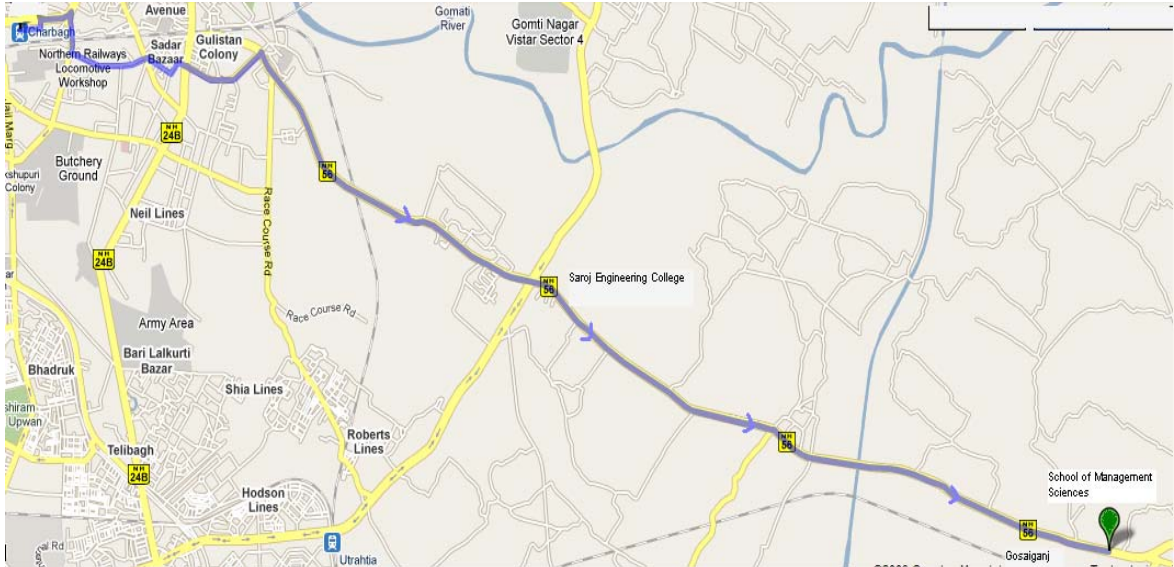 Avenue
Charbagh
Northern Railways
Locomotive
Workshop
Sadar
Bazaar
Gulistan
Colony
Gomati
River
Gomti Nagar
Vistar Sector 4
NH
24B
NH
56
Butchery
Ground
Colony
Marg
Neil Lines
Race Course Rd
NH
24B
NH
56
Saroj Engineering College
Race Course Rd
Army Area
Bari Lalkurti
Bazar
Bhadruk
Upwan
Shia Lines
Roberts
Lines
Telibagh
NH
24B
NH
56
Hodson
Lines
School of Management
Sciences
NH
56
Rd
Utrahtia
Gosaiganj